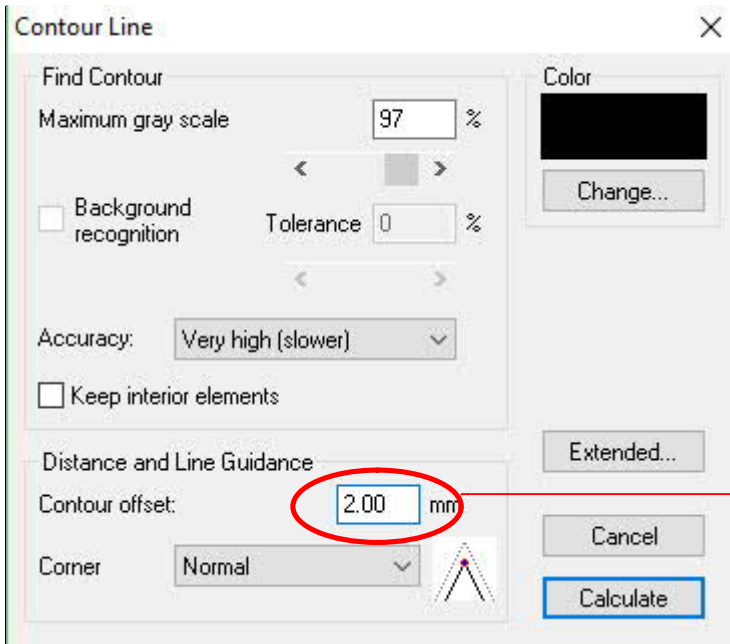 Contour Line
Find Contour
Maximum gray scale 97 %
Background
recognition
Tolerance 0 %
Accuracy: Very high (slower)
Keep interior elements
Distance and Line Guidance
Contour offset: 2.00 mm
Corner Normal
Color
Change...
Extended...
Cancel
Calculate